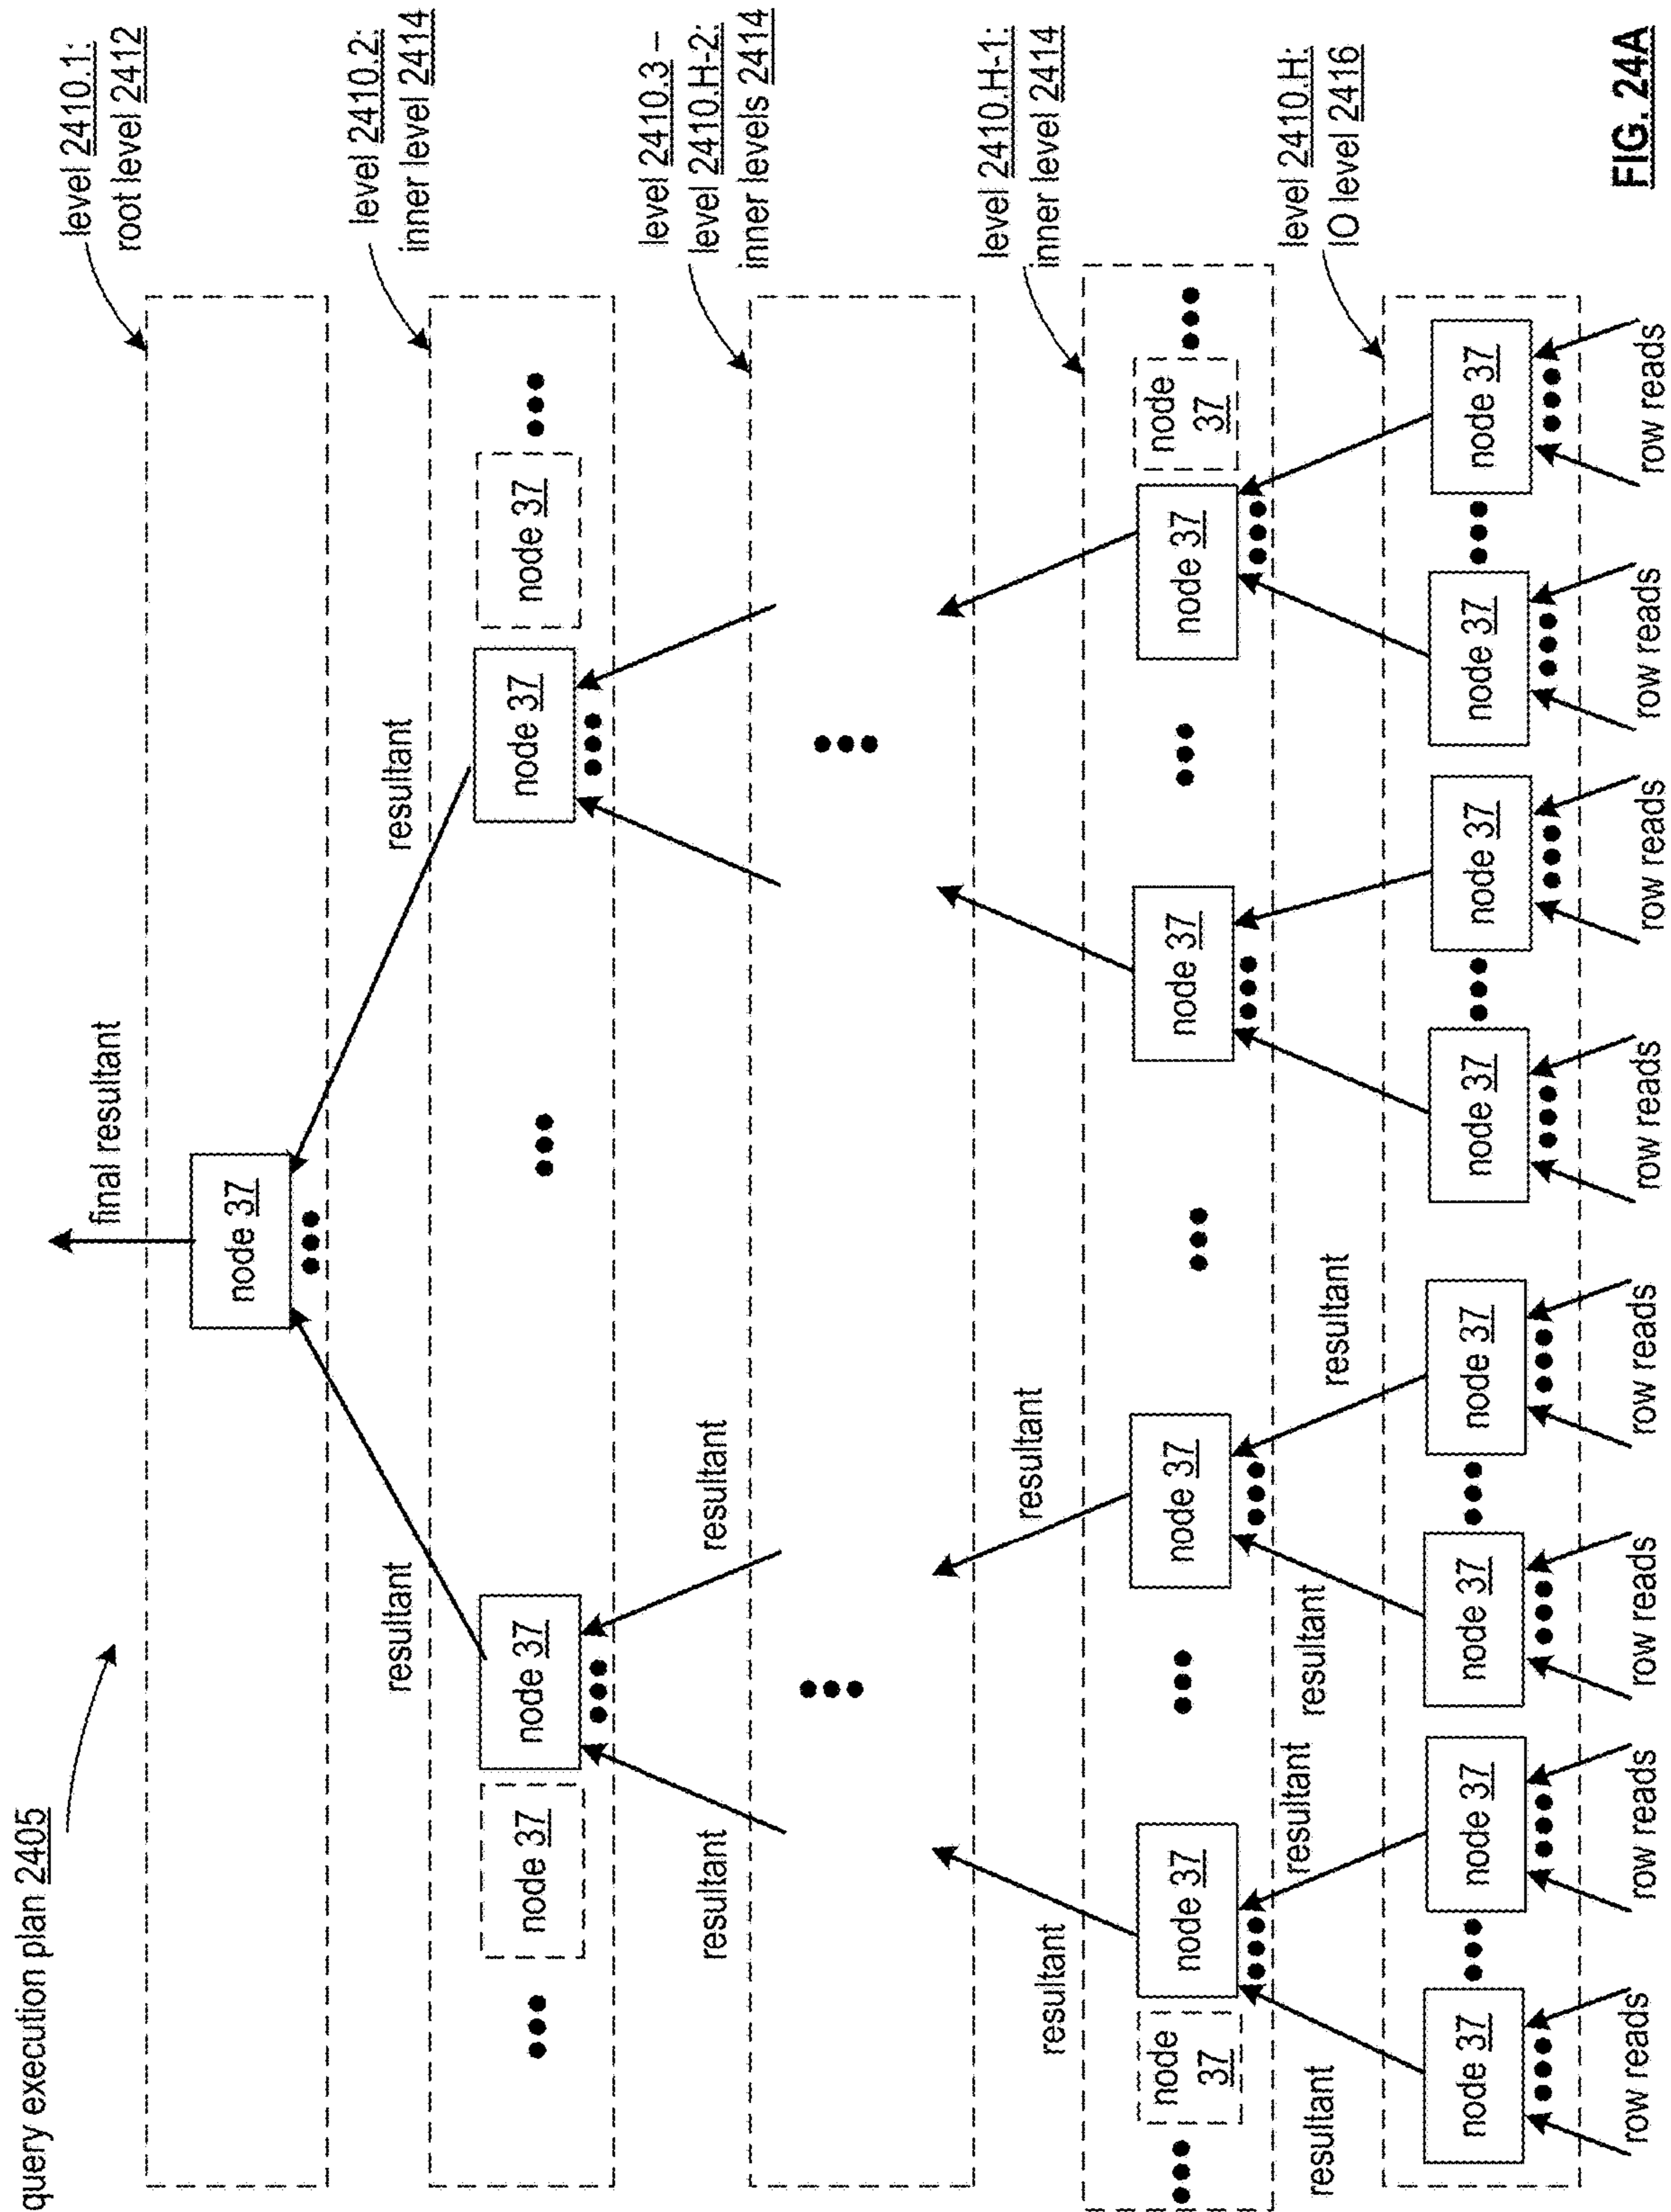 query execution plan 2405
final resultant
level 2410.1:
root level 2412
node 37
resultant
resultant
level 2410.2:
inner level 2414
node 37
node 37
node 37
node 37
resultant
resultant
level 2410.3 –
level 2410.H-2:
inner levels 2414
resultant
resultant
level 2410.H-1:
inner level 2414
node
37
node 37
node 37
node 37
node 37
node
37
resultant
resultant
resultant
resultant
level 2410.H:
IO level 2416
node 37
node 37
node 37
node 37
node 37
node 37
node 37
node 37
row reads
row reads
row reads
row reads
row reads
row reads
row reads
row reads
FIG. 24A